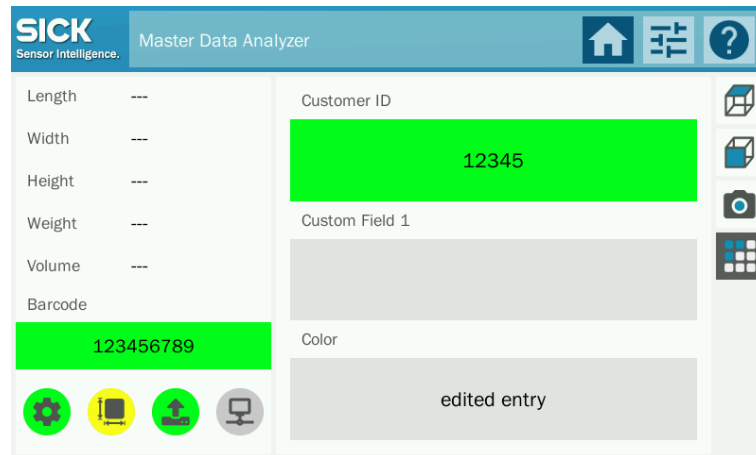 SICK
Sensor Intelligence.
Master Data Analyzer
?
Length ---
Width ---
Height ---
Weight ---
Volume ---
Barcode
123456789
Customer ID
12345
Custom Field 1
Color
edited entry